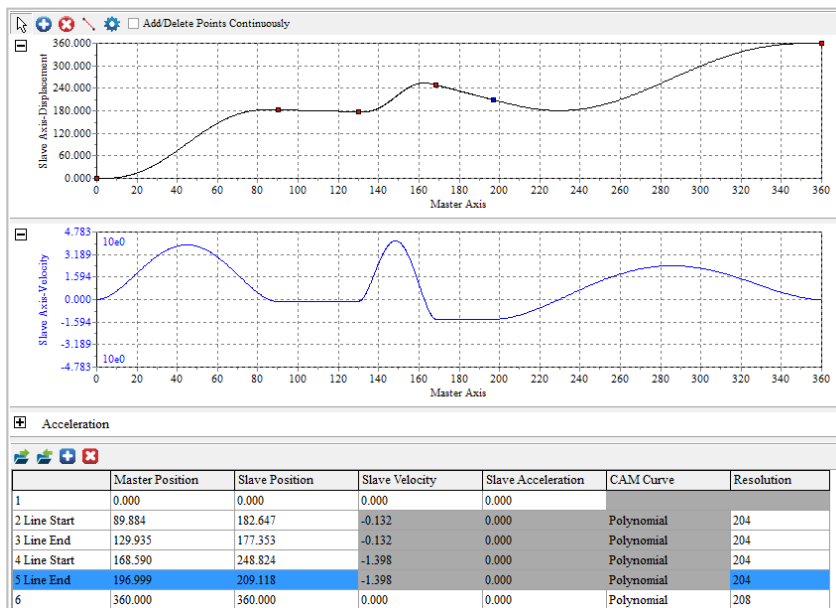 Add/Delete Points Continuously
360.000
300.000
240.000
180.000
120.000
60.000
0.000
Slave Axis-Displacement
0 20 40 60 80 100 120 140 160 180 200 220 240 260 280 300 320 340 360
Master Axis
4.783
3.189
1.594
0.000
-1.594
-3.189
-4.783
10e0
10e0
Slave Axis-Velocity
0 20 40 60 80 100 120 140 160 180 200 220 240 260 280 300 320 340 360
Master Axis
Acceleration
Master Position Slave Position Slave Velocity Slave Acceleration CAM Curve Resolution
1 0.000 0.000 0.000 0.000
2 Line Start 89.884 182.647 -0.132 0.000 Polynomial 204
3 Line End 129.935 177.353 -0.132 0.000 Polynomial 204
4 Line Start 168.590 248.824 -1.398 0.000 Polynomial 204
5 Line End 196.999 209.118 -1.398 0.000 Polynomial 204
6 360.000 360.000 0.000 0.000 Polynomial 208